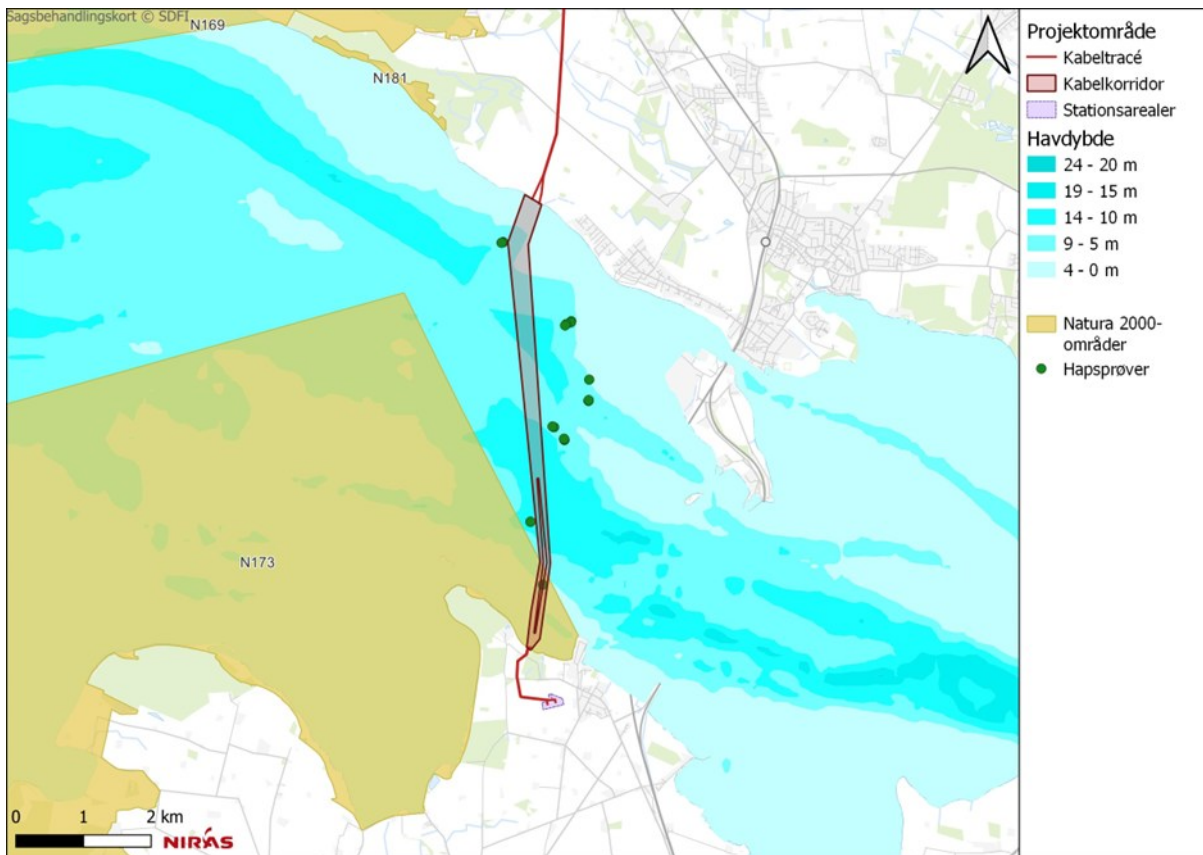 Sagsbehandlingskort © SDFI
N169
N181
N173
0 1 2 km
NIRAS
Projektområde
Kabeltracé
Kabelkorridor
Stationsarealer
Havdybde
24 - 20 m
19 - 15 m
14 - 10 m
9 - 5 m
4 - 0 m
Natura 2000-
områder
Hapsprøver